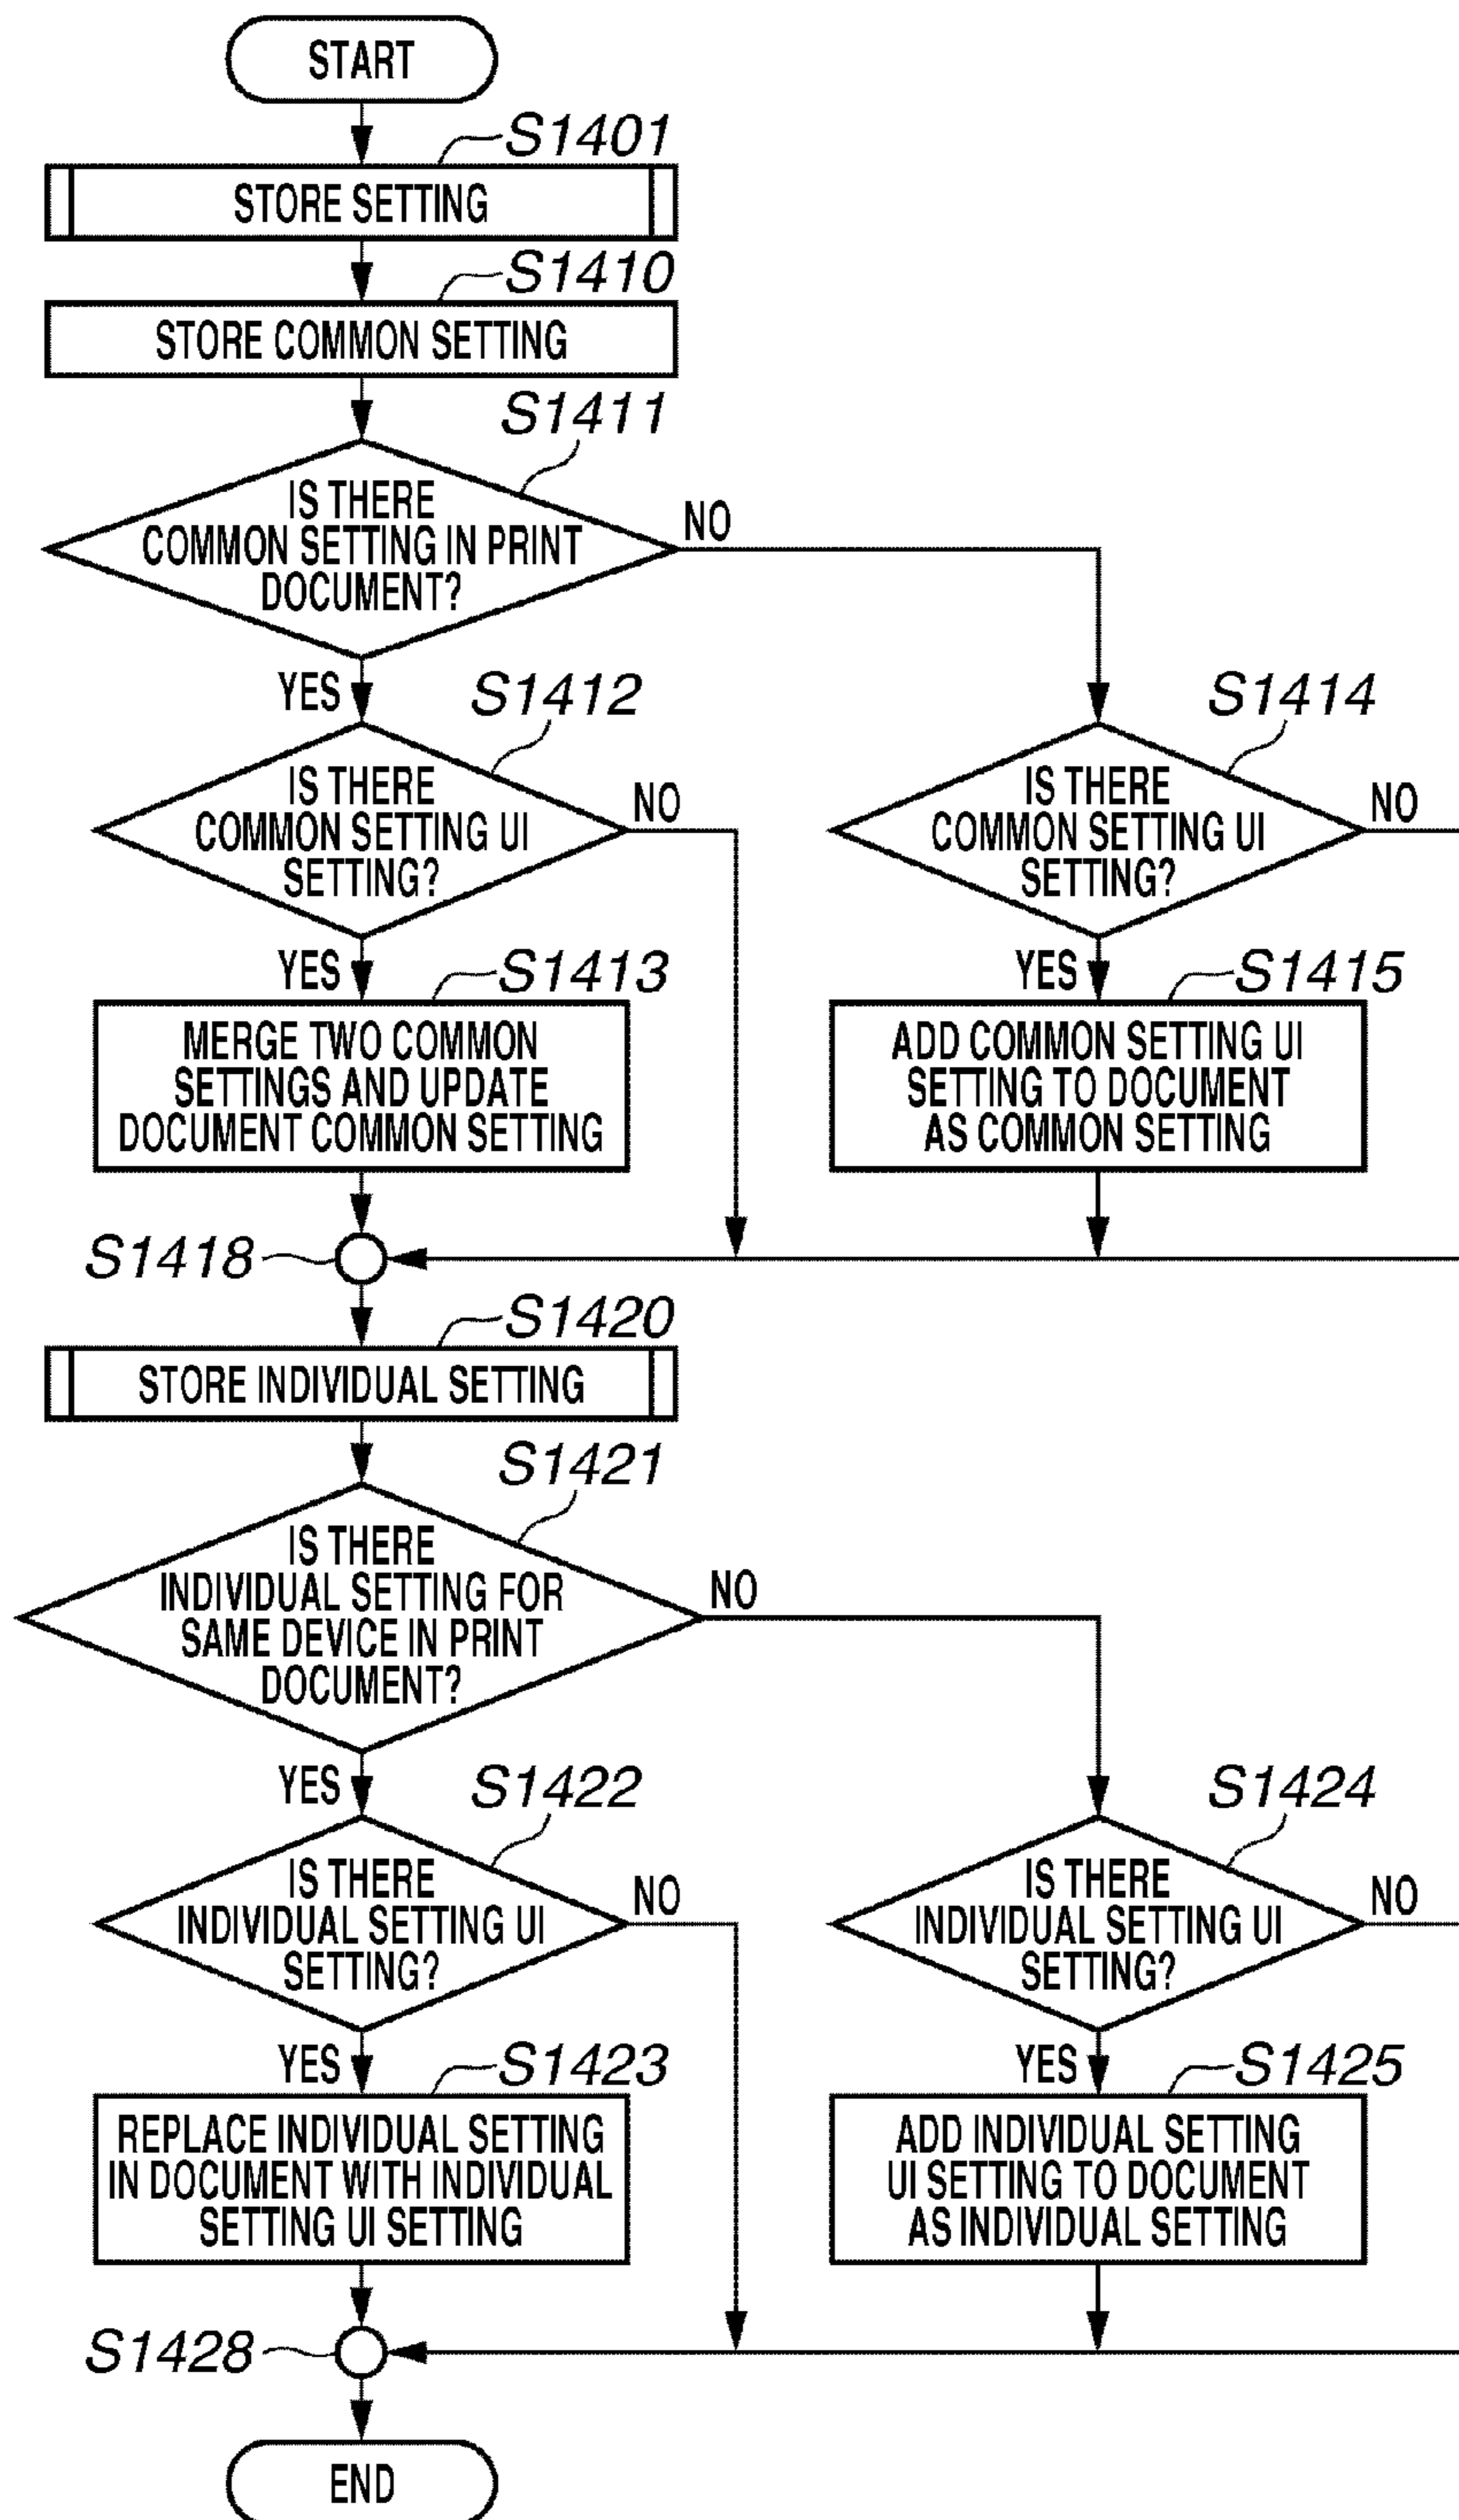 START
S1401
STORE SETTING
S1410
STORE COMMON SETTING
S1411
IS THERE
COMMON SETTING IN PRINT
DOCUMENT?
NO
YES
S1412
IS THERE
COMMON SETTING UI
SETTING?
NO
S1414
IS THERE
COMMON SETTING UI
SETTING?
NO
YES
S1413
MERGE TWO COMMON
SETTINGS AND UPDATE
DOCUMENT COMMON SETTING
YES
S1415
ADD COMMON SETTING UI
SETTING TO DOCUMENT
AS COMMON SETTING
S1418
S1420
STORE INDIVIDUAL SETTING
S1421
IS THERE
INDIVIDUAL SETTING FOR
SAME DEVICE IN PRINT
DOCUMENT?
NO
YES
S1422
IS THERE
INDIVIDUAL SETTING UI
SETTING?
NO
S1424
IS THERE
INDIVIDUAL SETTING UI
SETTING?
NO
YES
S1423
REPLACE INDIVIDUAL SETTING
IN DOCUMENT WITH INDIVIDUAL
SETTING UI SETTING
YES
S1425
ADD INDIVIDUAL SETTING
UI SETTING TO DOCUMENT
AS INDIVIDUAL SETTING
S1428
END